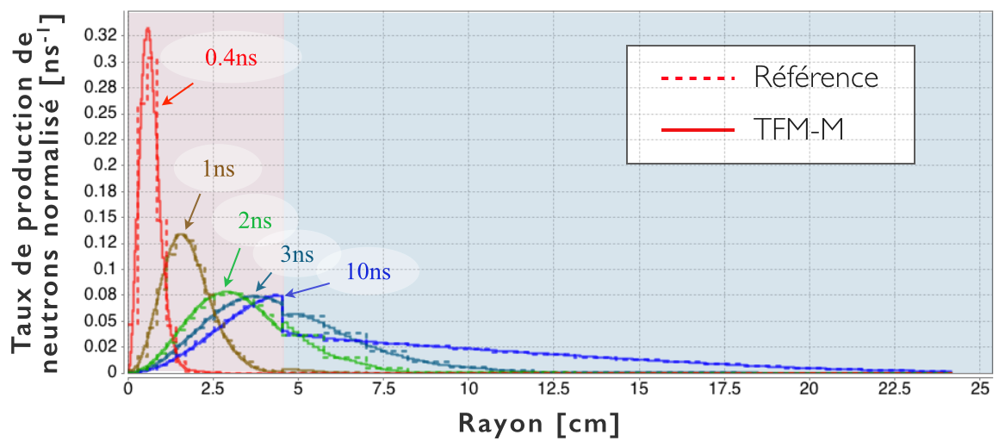 Taux de production de
neutrons normalisé [ns⁻¹]
0.32
0.3
0.28
0.25
0.22
0.2
0.18
0.15
0.12
0.1
0.08
0.05
0.02
0
0.4ns
1ns
2ns
3ns
10ns
Référence
TFM-M
0 2.5 5 7.5 10 12.5 15 17.5 20 22.5 25
Rayon [cm]